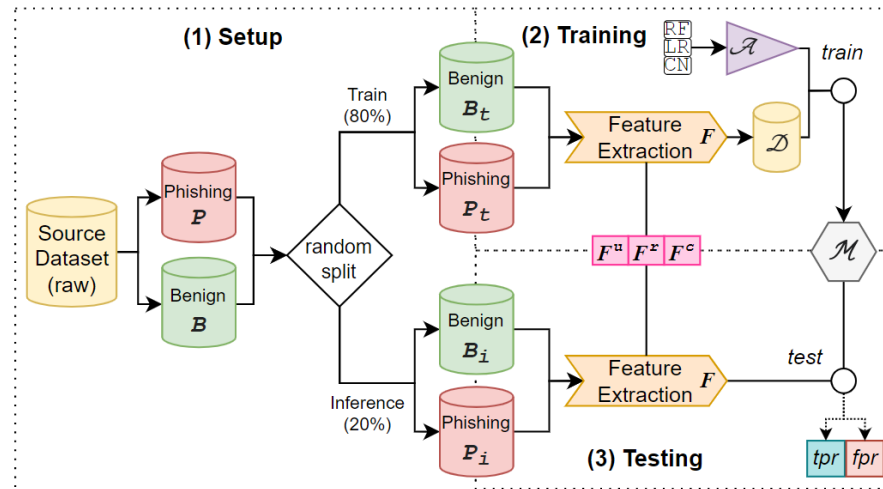 (1) Setup
(2) Training
RF
LR
CN
𝒜
train
Train
(80%)
Benign
B_t
Phishing
P_t
Feature
Extraction F
𝒟
Source
Dataset
(raw)
Phishing
P
Benign
B
random
split
F^u F^r F^c
ℳ
Inference
(20%)
Benign
B_i
Phishing
P_i
Feature
Extraction F
test
tpr fpr
(3) Testing